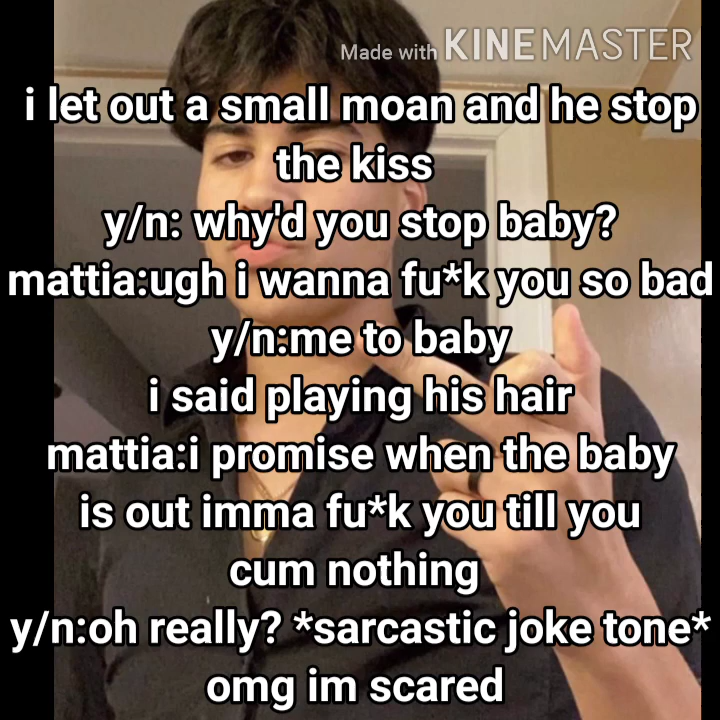 Made with KINEMASTER
i let out a small moan and he stop
the kiss
y/n: why'd you stop baby?
mattia:ugh i wanna fu*k you so bad
y/n:me to baby
i said playing his hair
mattia:i promise when the baby
is out imma fu*k you till you
cum nothing
y/n:oh really? *sarcastic joke tone*
omg im scared